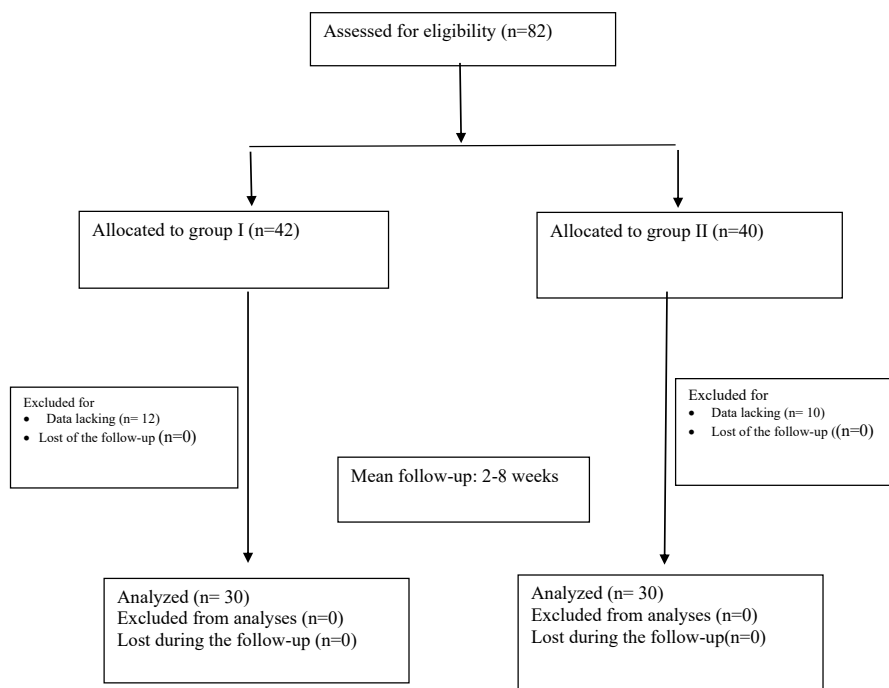 Assessed for eligibility (n=82)
Allocated to group I (n=42)
Allocated to group II (n=40)
Excluded for
• Data lacking (n= 12)
• Lost of the follow-up (n=0)
Excluded for
• Data lacking (n= 10)
• Lost of the follow-up ((n=0)
Mean follow-up: 2-8 weeks
Analyzed (n= 30)
Excluded from analyses (n=0)
Lost during the follow-up (n=0)
Analyzed (n= 30)
Excluded from analyses (n=0)
Lost during the follow-up(n=0)